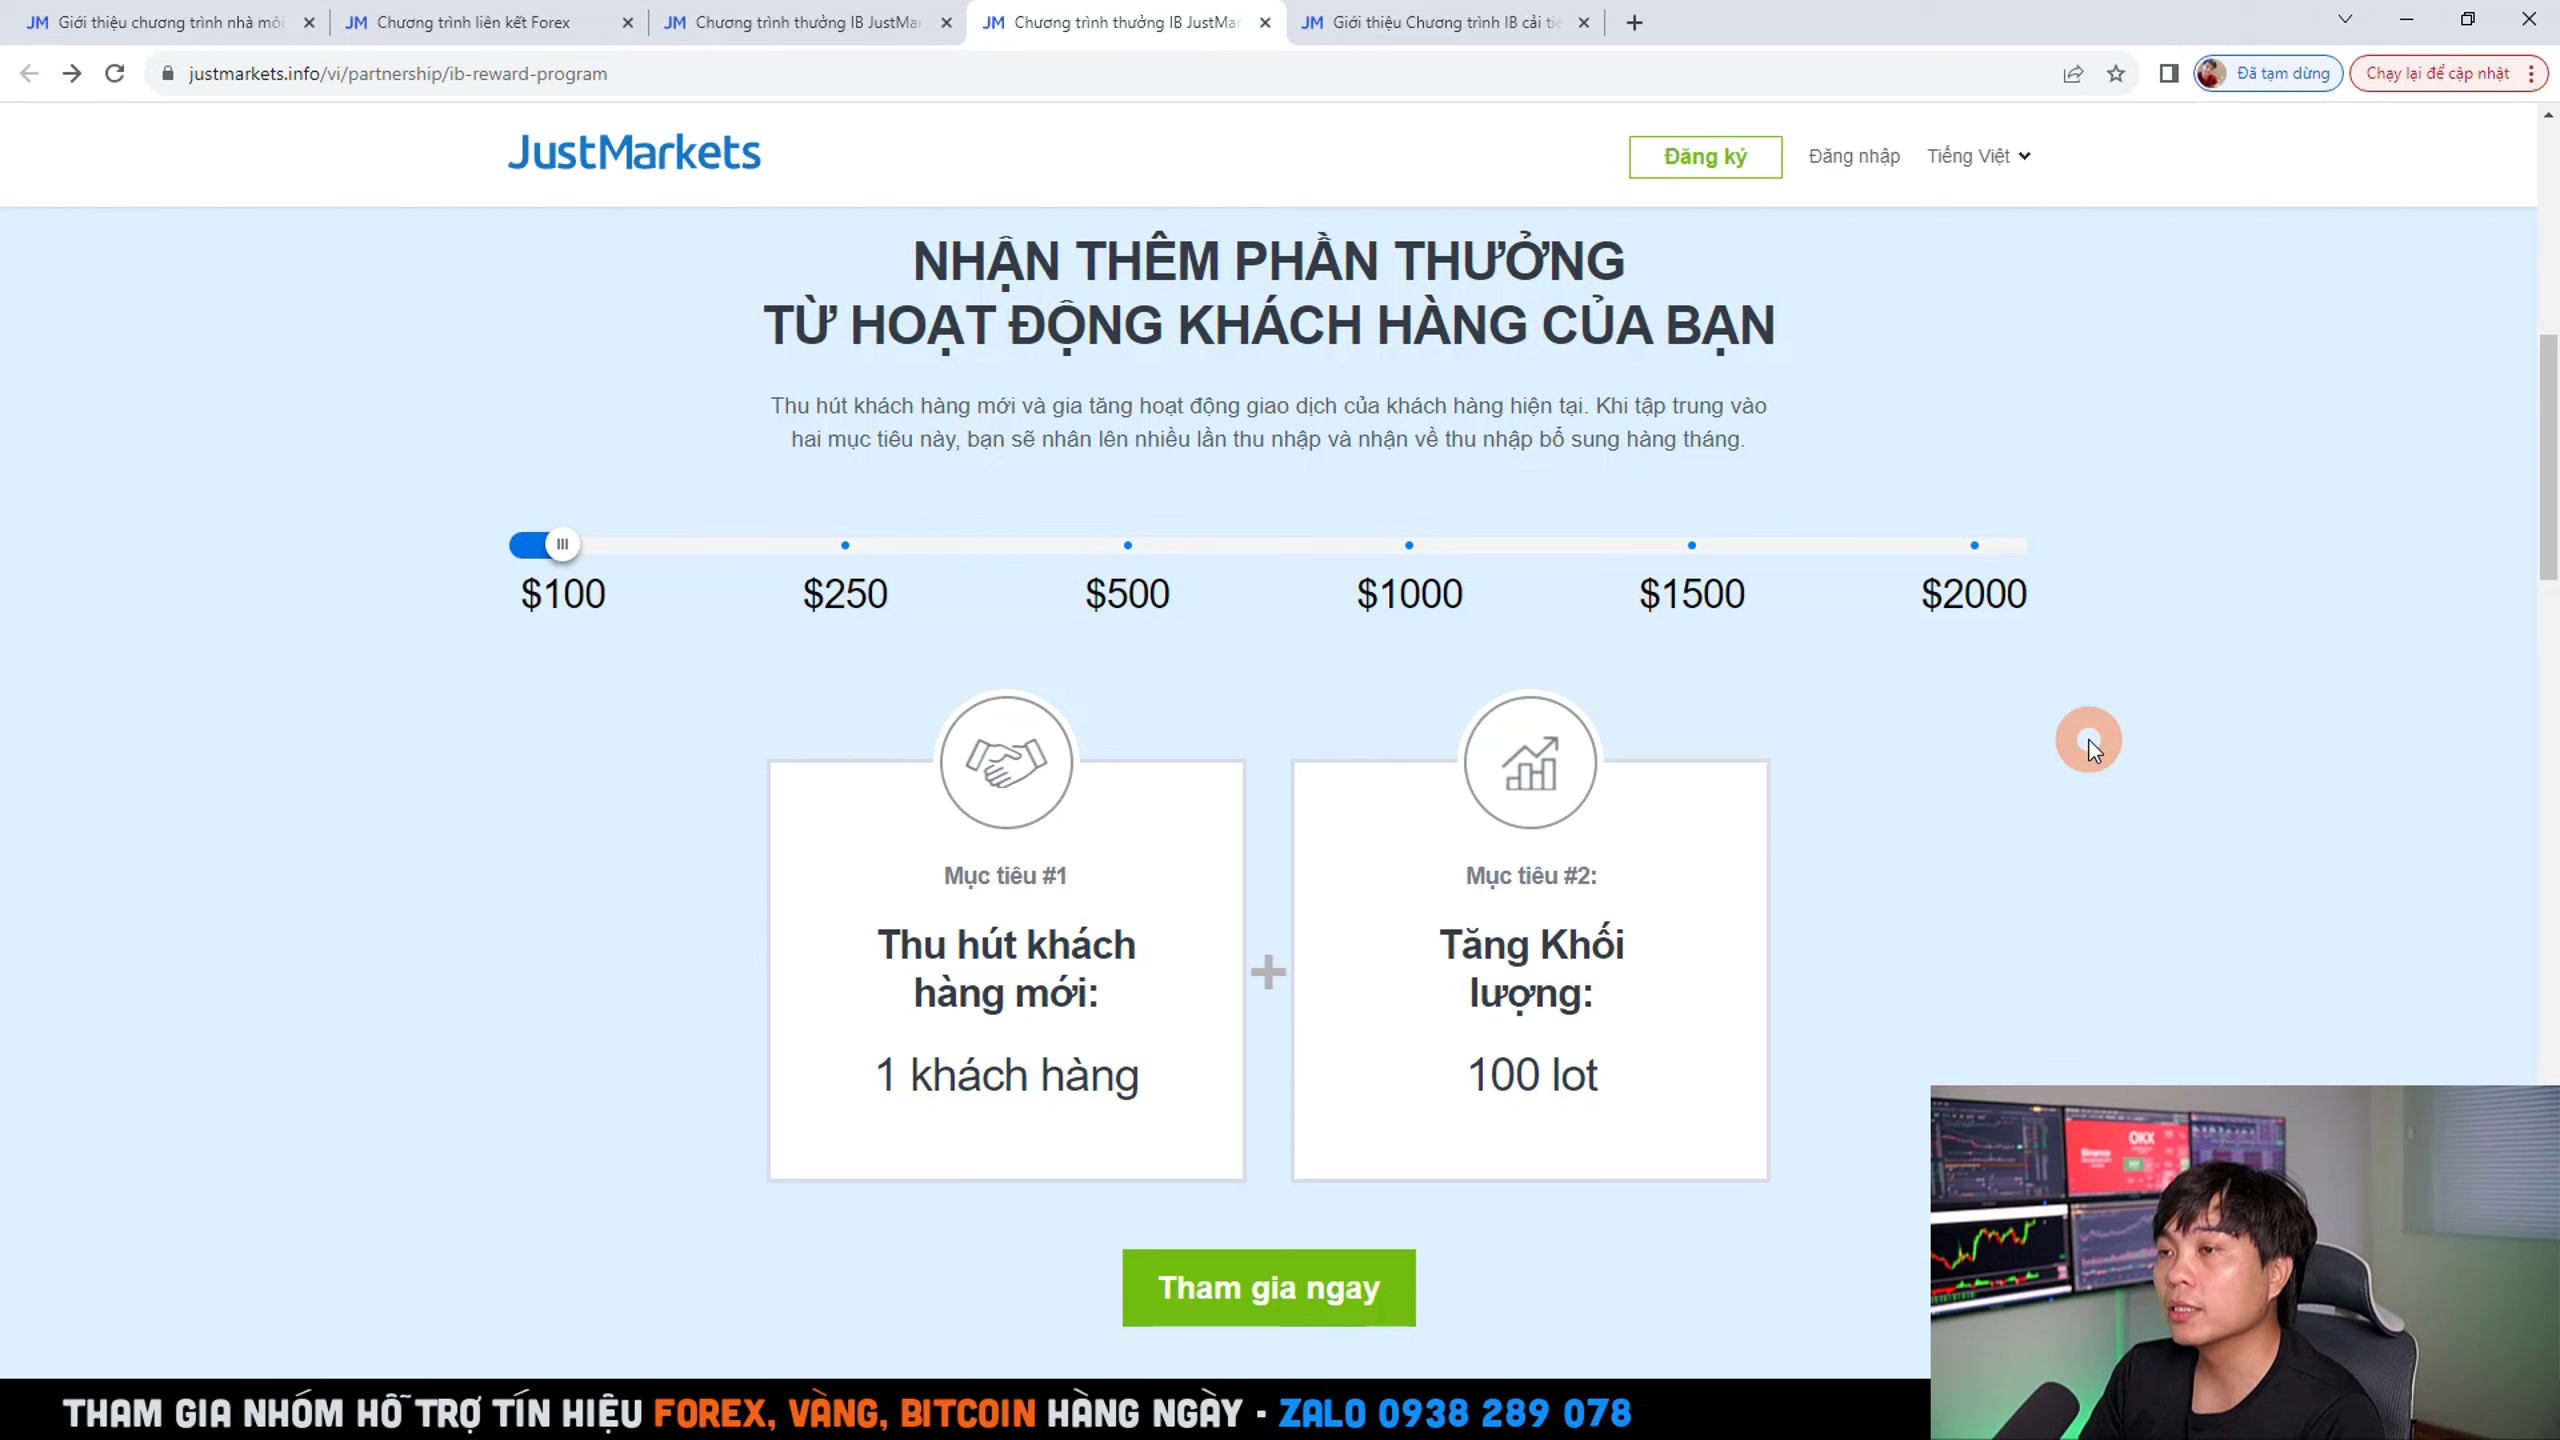 JM Giới thiệu chương trình nhà môi
JM Chương trình liên kết Forex
JM Chương trình thưởng IB JustMar
JM Chương trình thưởng IB JustMar
JM Giới thiệu Chương trình IB cải tiế
justmarkets.info/vi/partnership/ib-reward-program
Đã tạm dừng
Chạy lại để cập nhật
JustMarkets
Đăng ký
Đăng nhập
Tiếng Việt
NHẬN THÊM PHẦN THƯỞNG
TỪ HOẠT ĐỘNG KHÁCH HÀNG CỦA BẠN
Thu hút khách hàng mới và gia tăng hoạt động giao dịch của khách hàng hiện tại. Khi tập trung vào
hai mục tiêu này, bạn sẽ nhân lên nhiều lần thu nhập và nhận về thu nhập bổ sung hàng tháng.
$100 $250 $500 $1000 $1500 $2000
Mục tiêu #1
Thu hút khách
hàng mới:
1 khách hàng
+
Mục tiêu #2:
Tăng Khối
lượng:
100 lot
Tham gia ngay
OKX
THAM GIA NHÓM HỖ TRỢ TÍN HIỆU FOREX, VÀNG, BITCOIN HÀNG NGÀY - ZALO 0938 289 078